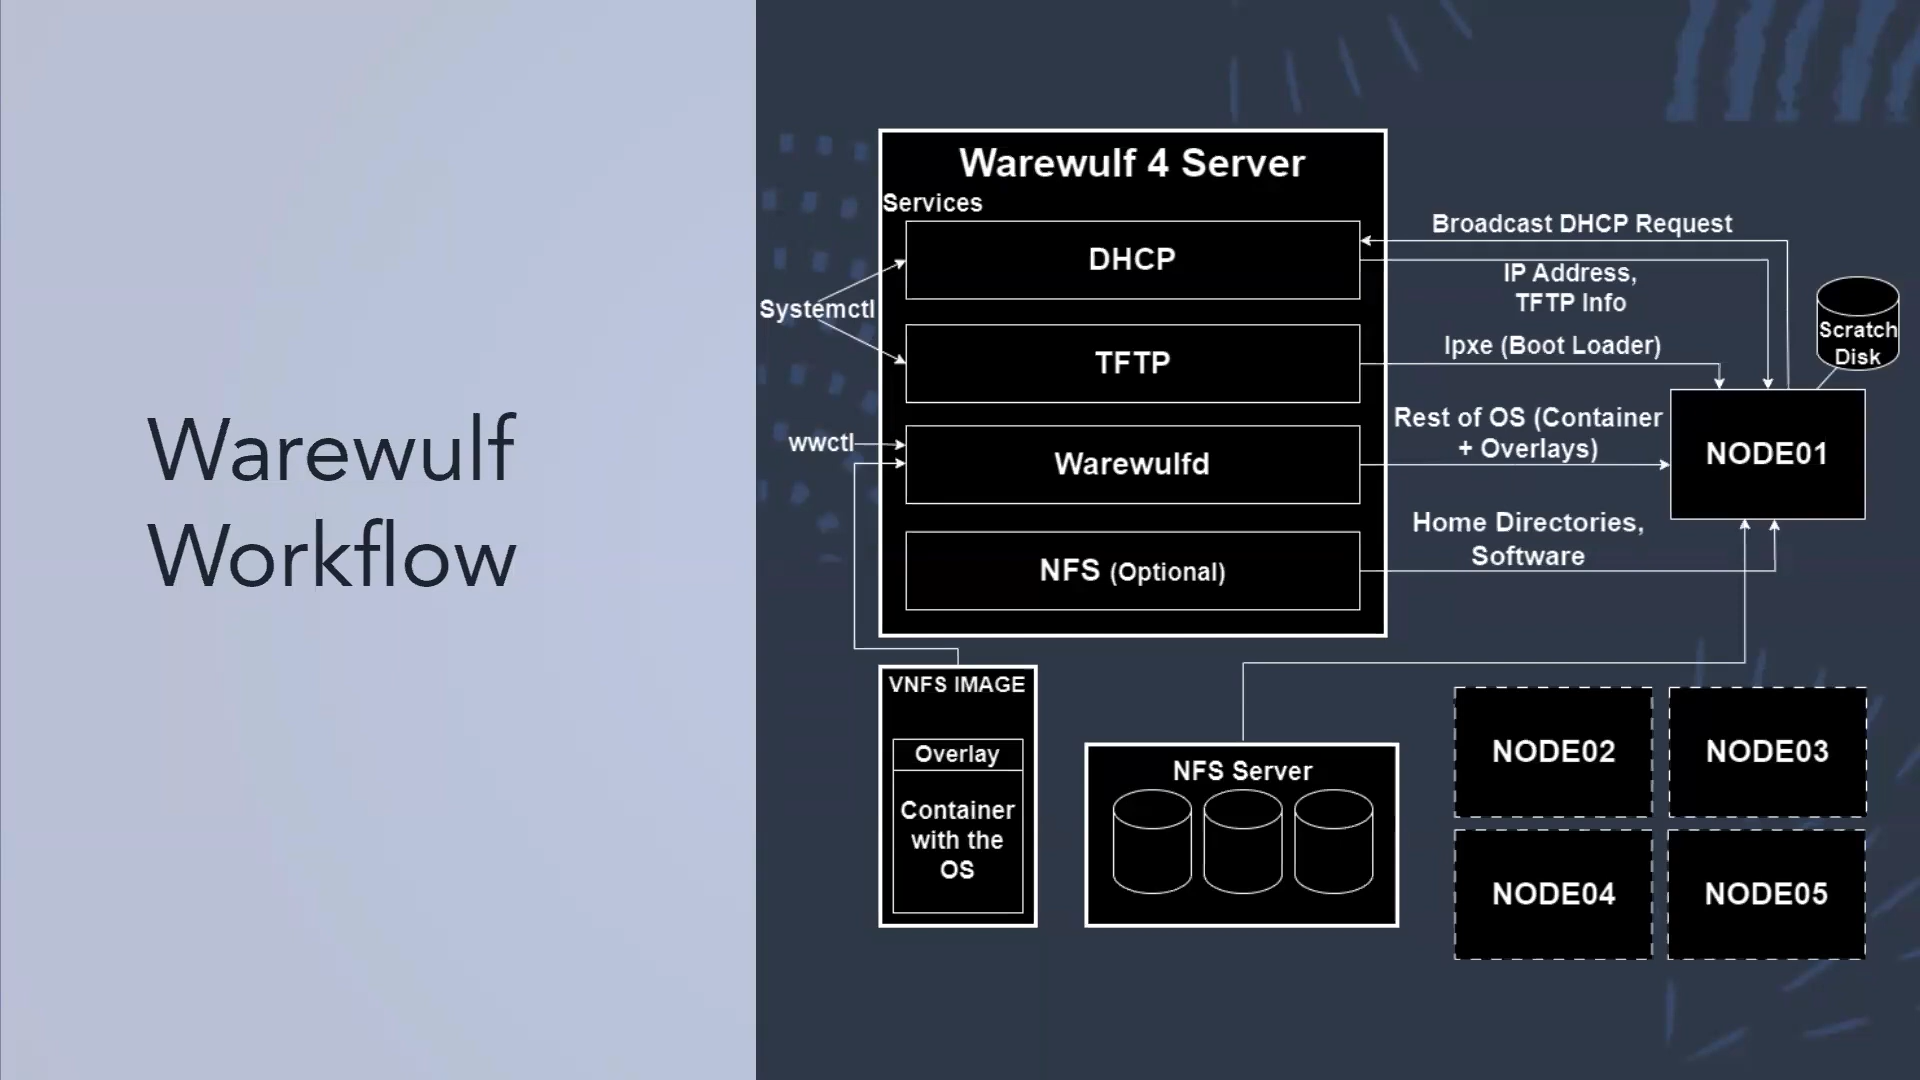 Warewulf
Workflow
Warewulf 4 Server
Services
DHCP
TFTP
Warewulfd
NFS (Optional)
Systemctl
wwctl
Broadcast DHCP Request
IP Address,
TFTP Info
Ipxe (Boot Loader)
Rest of OS (Container
+ Overlays)
Home Directories,
Software
Scratch
Disk
NODE01
VNFS IMAGE
Overlay
Container
with the
OS
NFS Server
NODE02
NODE03
NODE04
NODE05